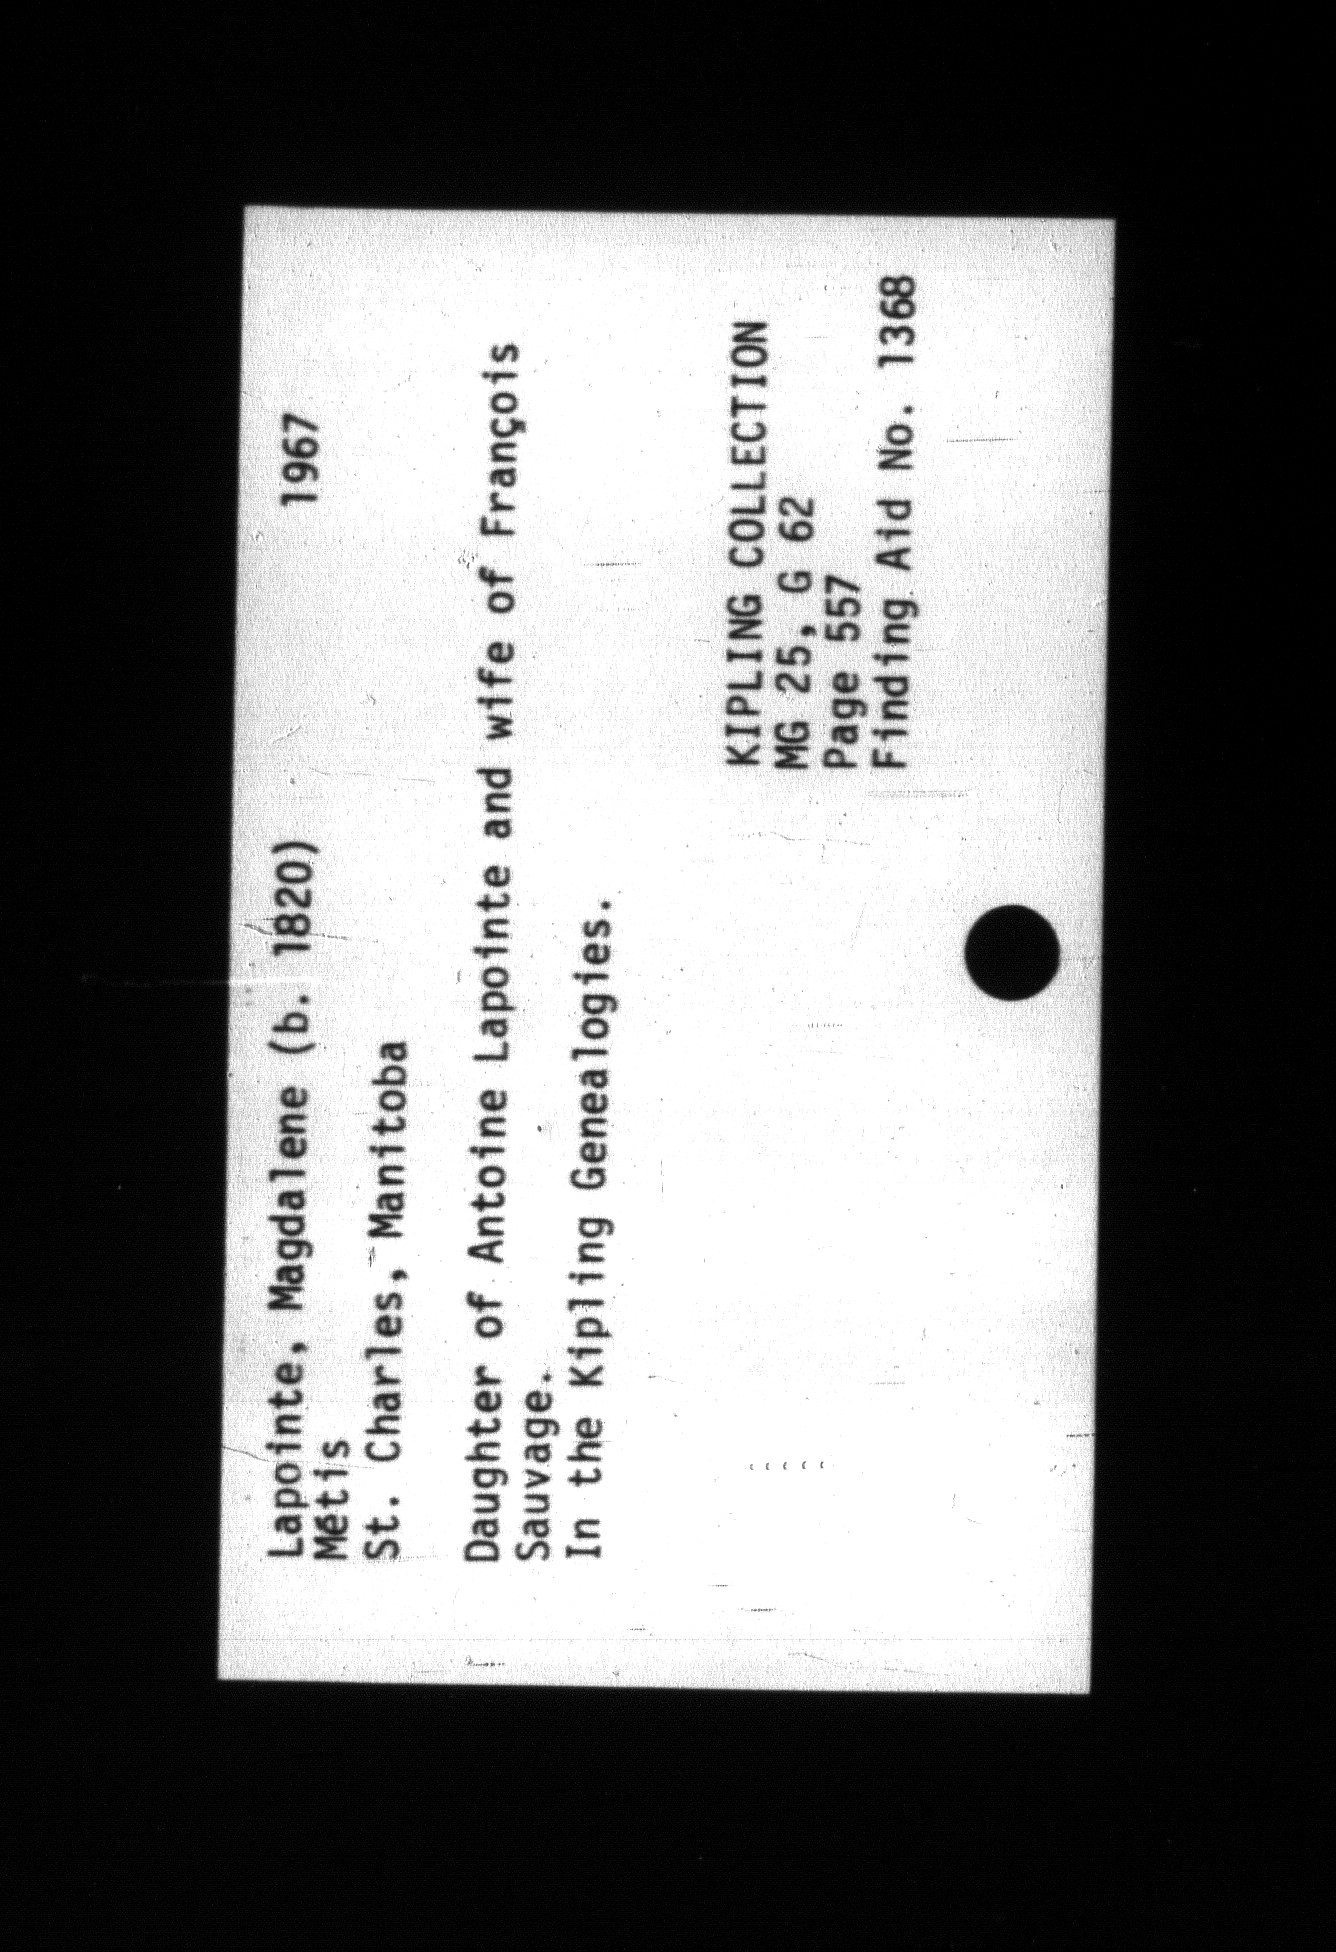 Lapointe, Magdalene (b. 1820) 1967
Métis
St. Charles, Manitoba
Daughter of Antoine Lapointe and wife of François
Sauvage.
In the Kipling Genealogies.
KIPLING COLLECTION
MG 25, G 62
Page 557
Finding Aid No. 1368